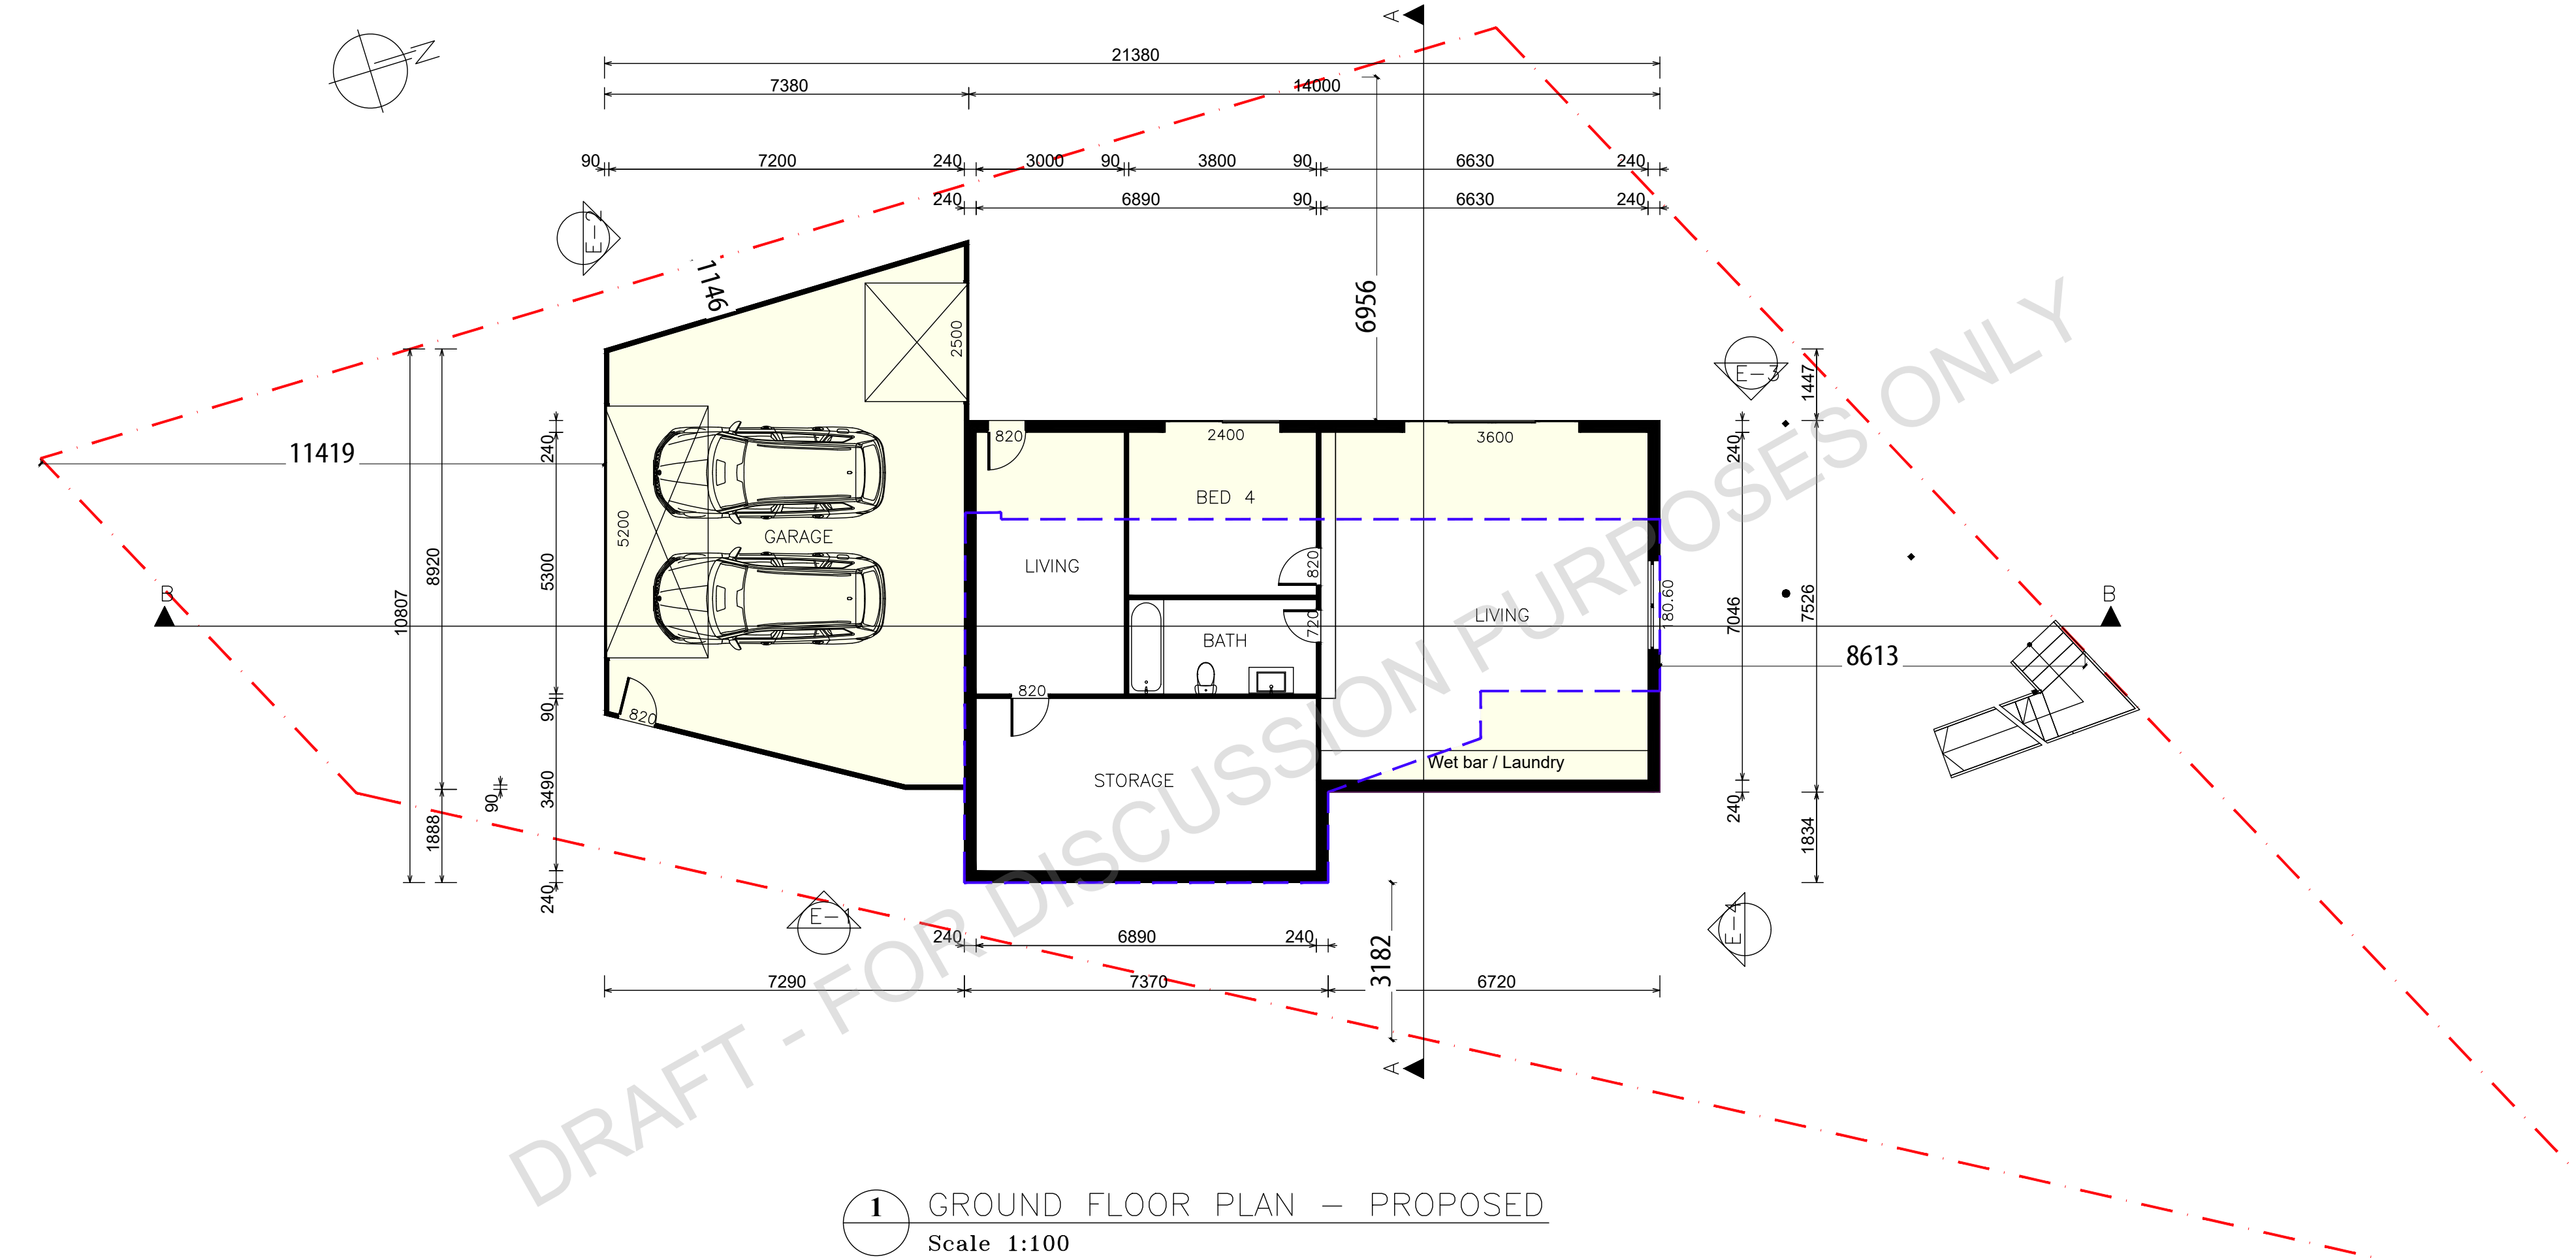 A
N
21380
7380 14000
90 7200 240 3000 90 3800 90 6630 240
240 6890 90 6630 240
E-2
1146
6956
2500
E-3
1447
11419
240
820
2400
3600
240
BED 4
5200
GARAGE
8920
5300
LIVING
820
10807
B
180.60
7046
7526
B
LIVING
720
BATH
8613
820
820
90
Wet bar / Laundry
STORAGE
3490
90
1888
240
240
1834
E-1
E-4
240 6890 240
3182
7290 7370 6720
A
DRAFT - FOR DISCUSSION PURPOSES ONLY
1 GROUND FLOOR PLAN - PROPOSED
Scale 1:100